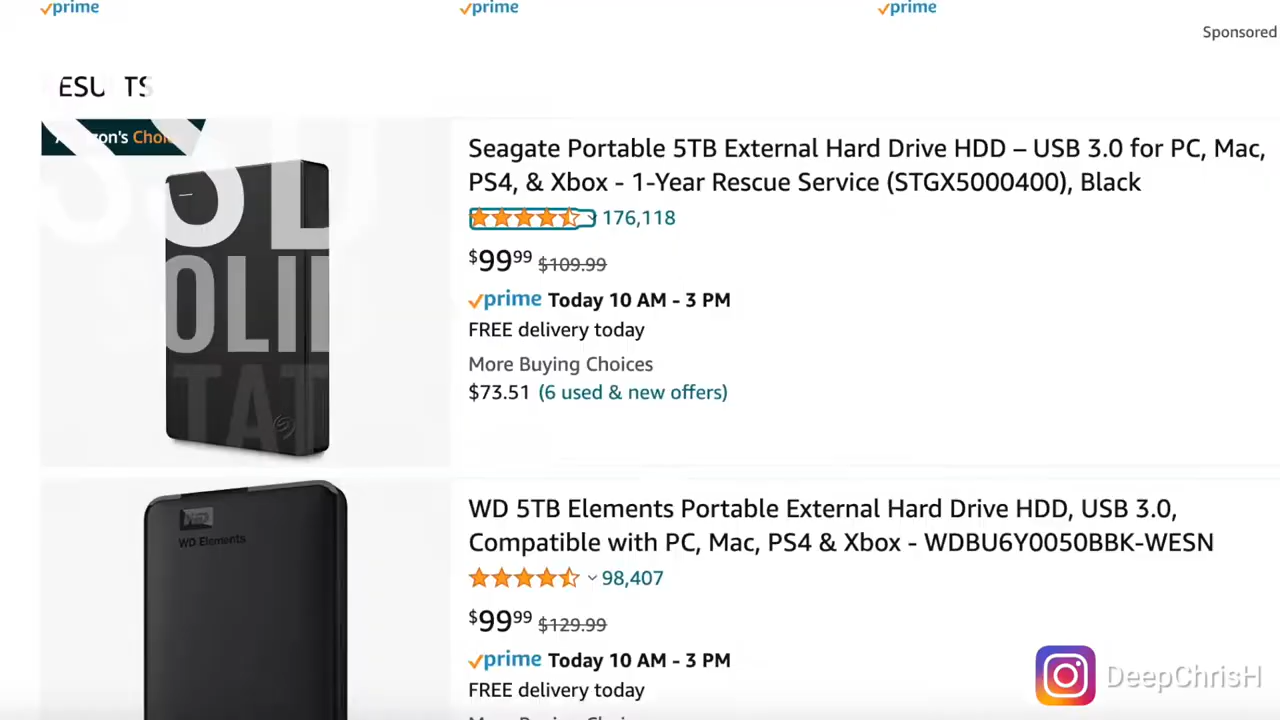 prime
prime
prime
Sponsored
Seagate Portable 5TB External Hard Drive HDD – USB 3.0 for PC, Mac,
PS4, & Xbox - 1-Year Rescue Service (STGX5000400), Black
176,118
$99⁹⁹ $109.99
prime Today 10 AM - 3 PM
FREE delivery today
More Buying Choices
$73.51 (6 used & new offers)
WD Elements
WD 5TB Elements Portable External Hard Drive HDD, USB 3.0,
Compatible with PC, Mac, PS4 & Xbox - WDBU6Y0050BBK-WESN
98,407
$99⁹⁹ $129.99
prime Today 10 AM - 3 PM
FREE delivery today
DeepChrisH